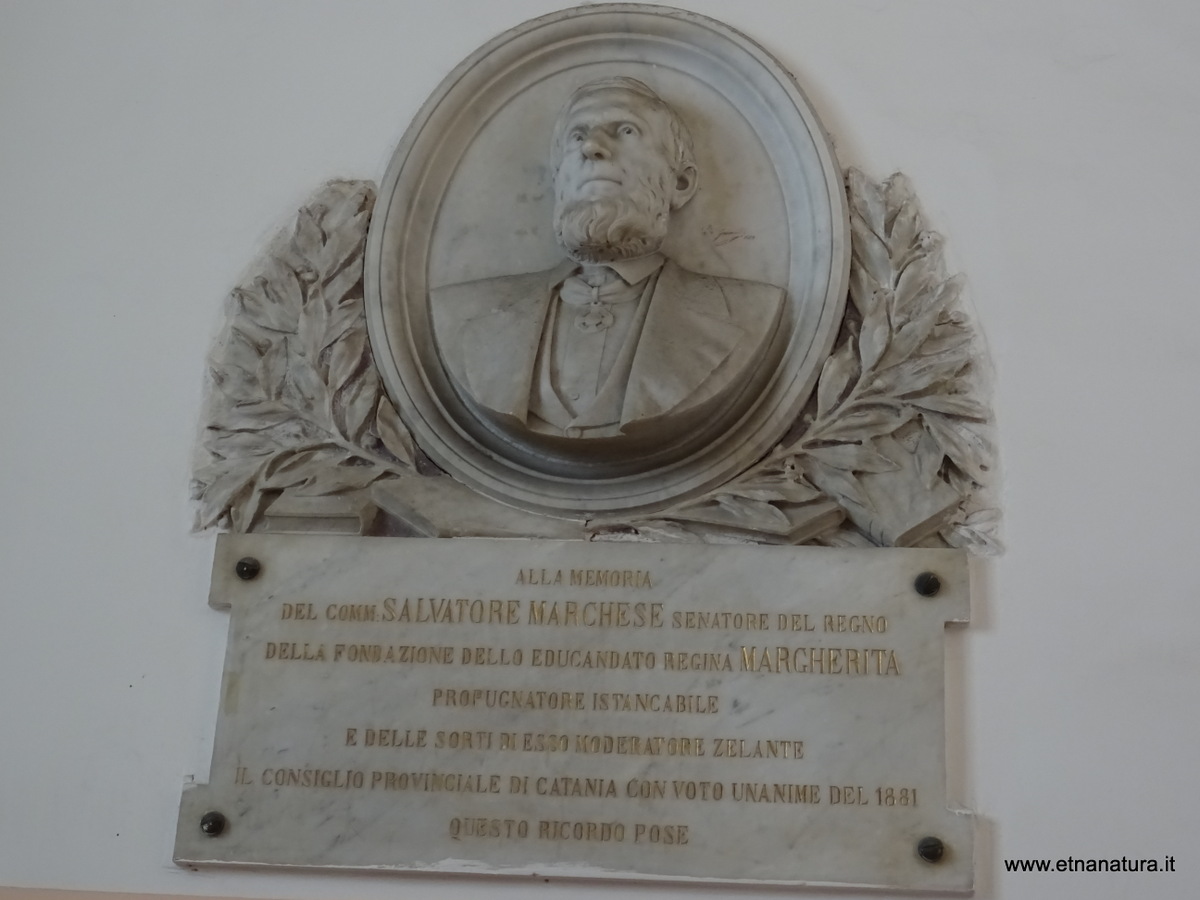 ALLA MEMORIA
DEL COMM. SALVATORE MARCHESE SENATORE DEL REGNO
DELLA FONDAZIONE DELLO EDUCANDATO REGINA MARGHERITA
PROPUGNATORE ISTANCABILE
E DELLE SORTI DI ESSO MODERATORE ZELANTE
IL CONSIGLIO PROVINCIALE DI CATANIA CON VOTO UNANIME DEL 1881
QUESTO RICORDO POSE
www.etnanatura.it